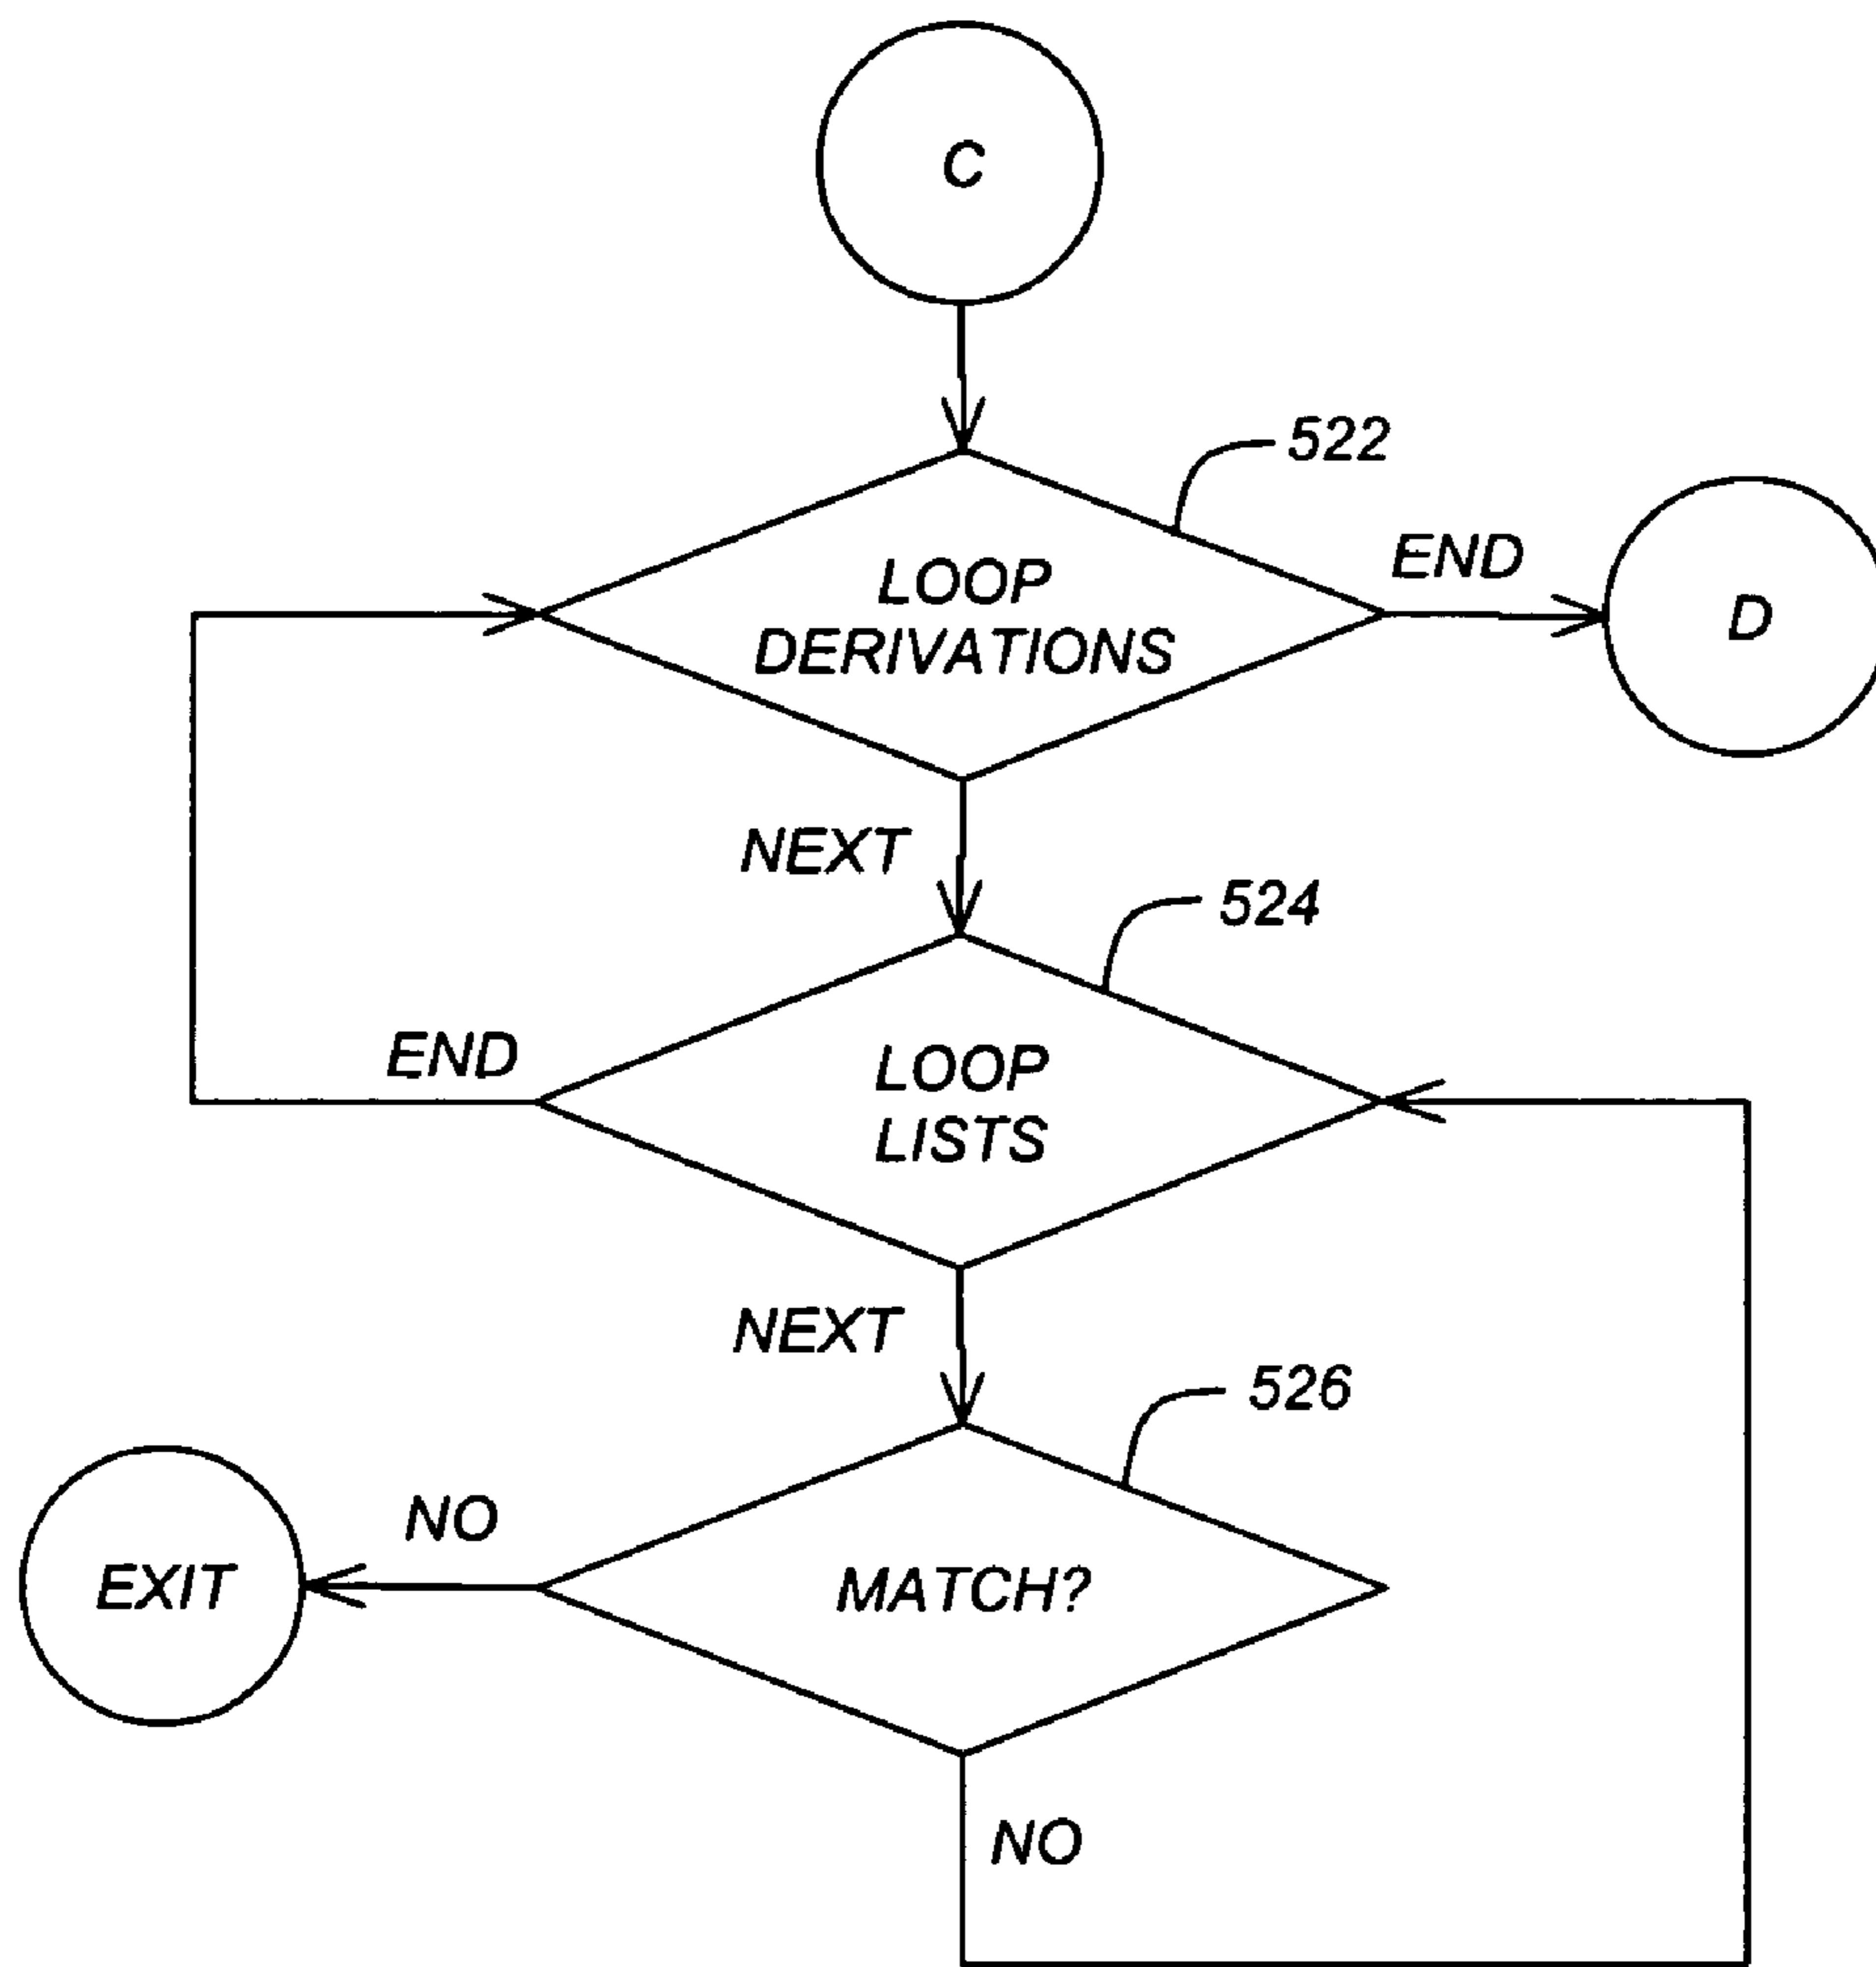 C
522
LOOP
DERIVATIONS
END
D
NEXT
524
END
LOOP
LISTS
NEXT
526
NO
EXIT
MATCH?
NO